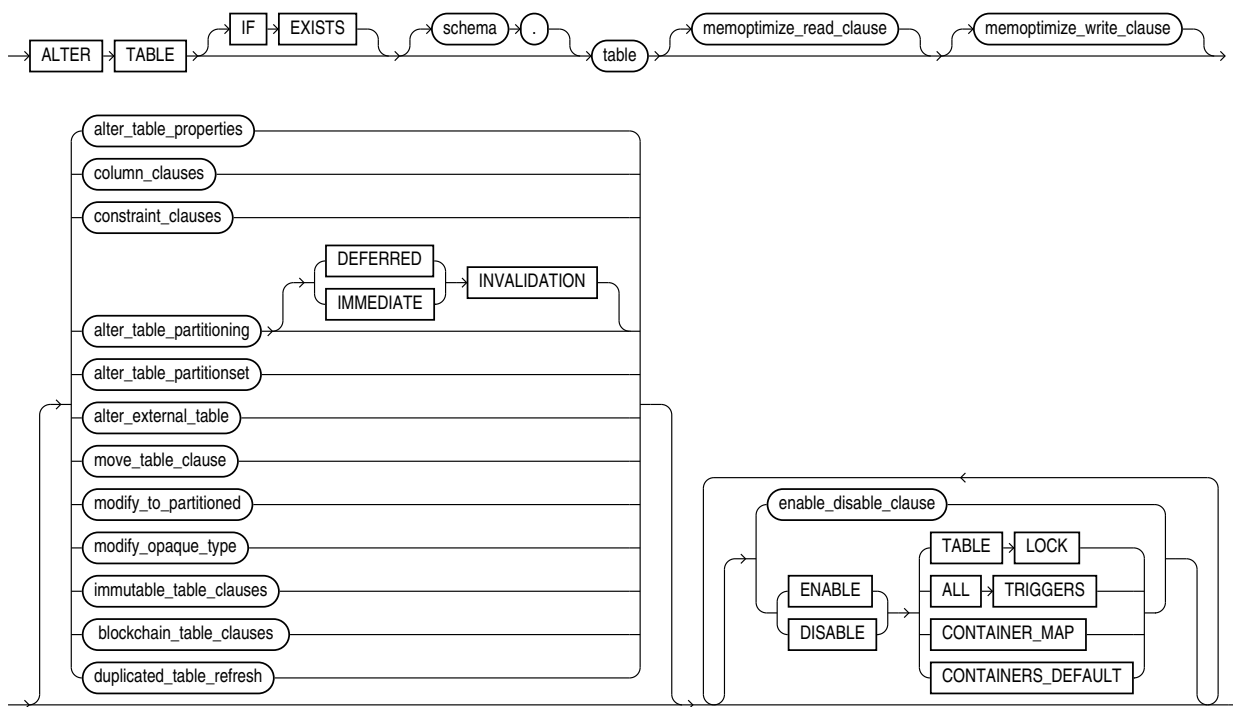 IF EXISTS schema . memoptimize_read_clause memoptimize_write_clause
ALTER TABLE table
alter_table_properties
column_clauses
constraint_clauses
DEFERRED
INVALIDATION
IMMEDIATE
alter_table_partitioning
alter_table_partitionset
alter_external_table
move_table_clause
modify_to_partitioned
modify_opaque_type
immutable_table_clauses
blockchain_table_clauses
duplicated_table_refresh
enable_disable_clause
TABLE LOCK
ENABLE
ALL TRIGGERS
DISABLE
CONTAINER_MAP
CONTAINERS_DEFAULT